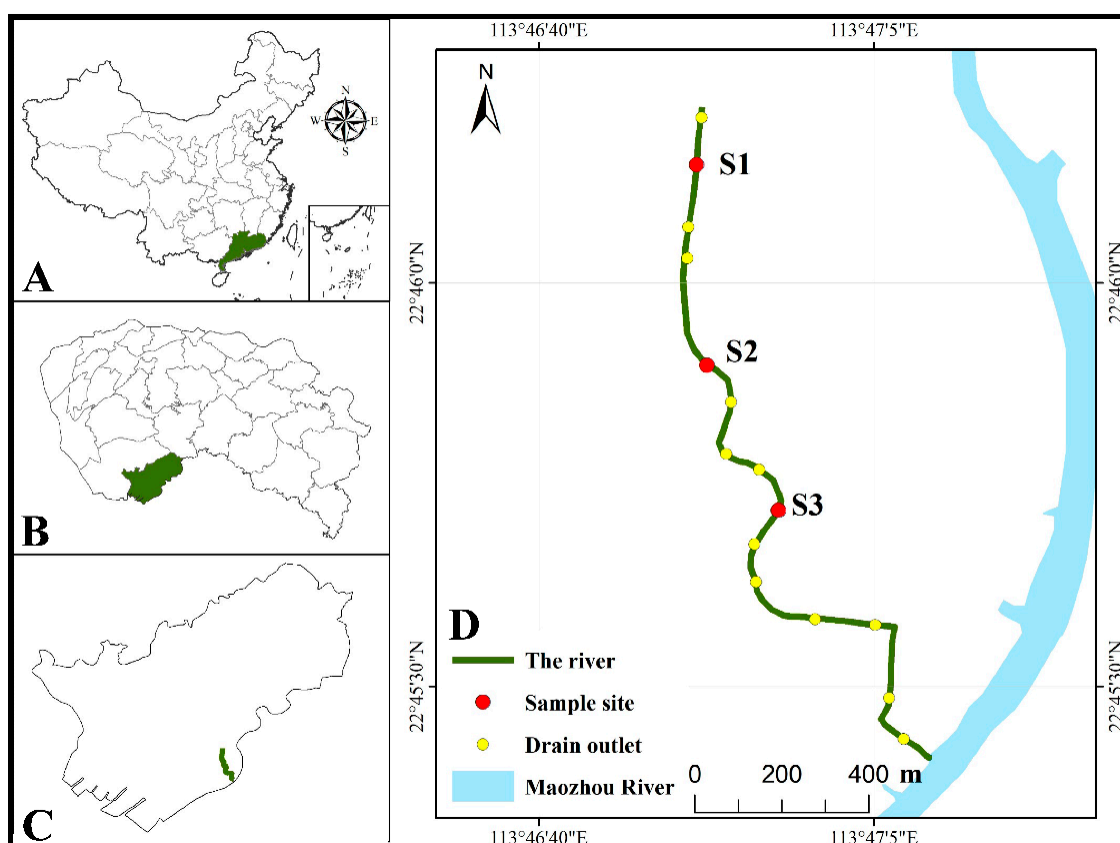 N
W
E
S
A
B
C
113°46'40"E
113°47'5"E
N
S1
22°46'0"N
22°46'0"N
S2
S3
D
The river
22°45'30"N
22°45'30"N
Sample site
Drain outlet
0 200 400 m
Maozhou River
113°46'40"E
113°47'5"E